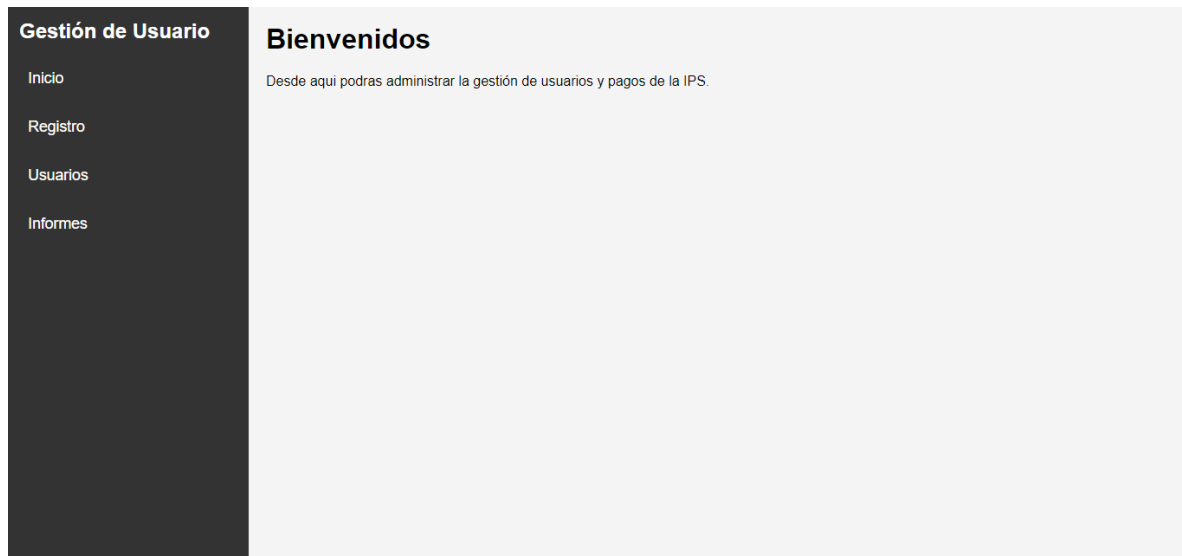 Gestión de Usuario
Inicio
Registro
Usuarios
Informes
Bienvenidos
Desde aqui podras administrar la gestión de usuarios y pagos de la IPS.